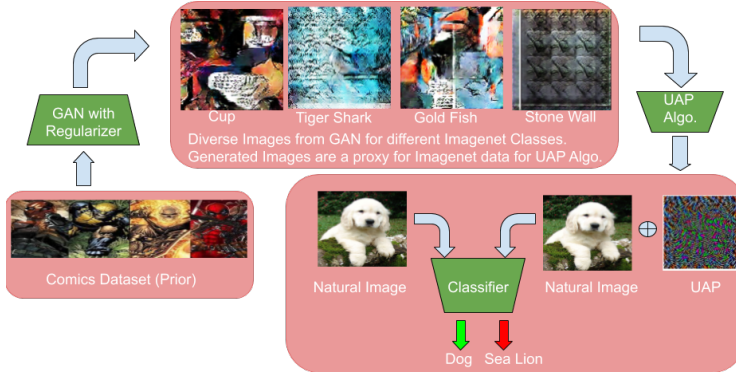 Cup
Tiger Shark
Gold Fish
Stone Wall
Diverse Images from GAN for different Imagenet Classes.
Generated Images are a proxy for Imagenet data for UAP Algo.
GAN with
Regularizer
UAP
Algo.
Comics Dataset (Prior)
Natural Image
Classifier
Natural Image
UAP
Dog
Sea Lion